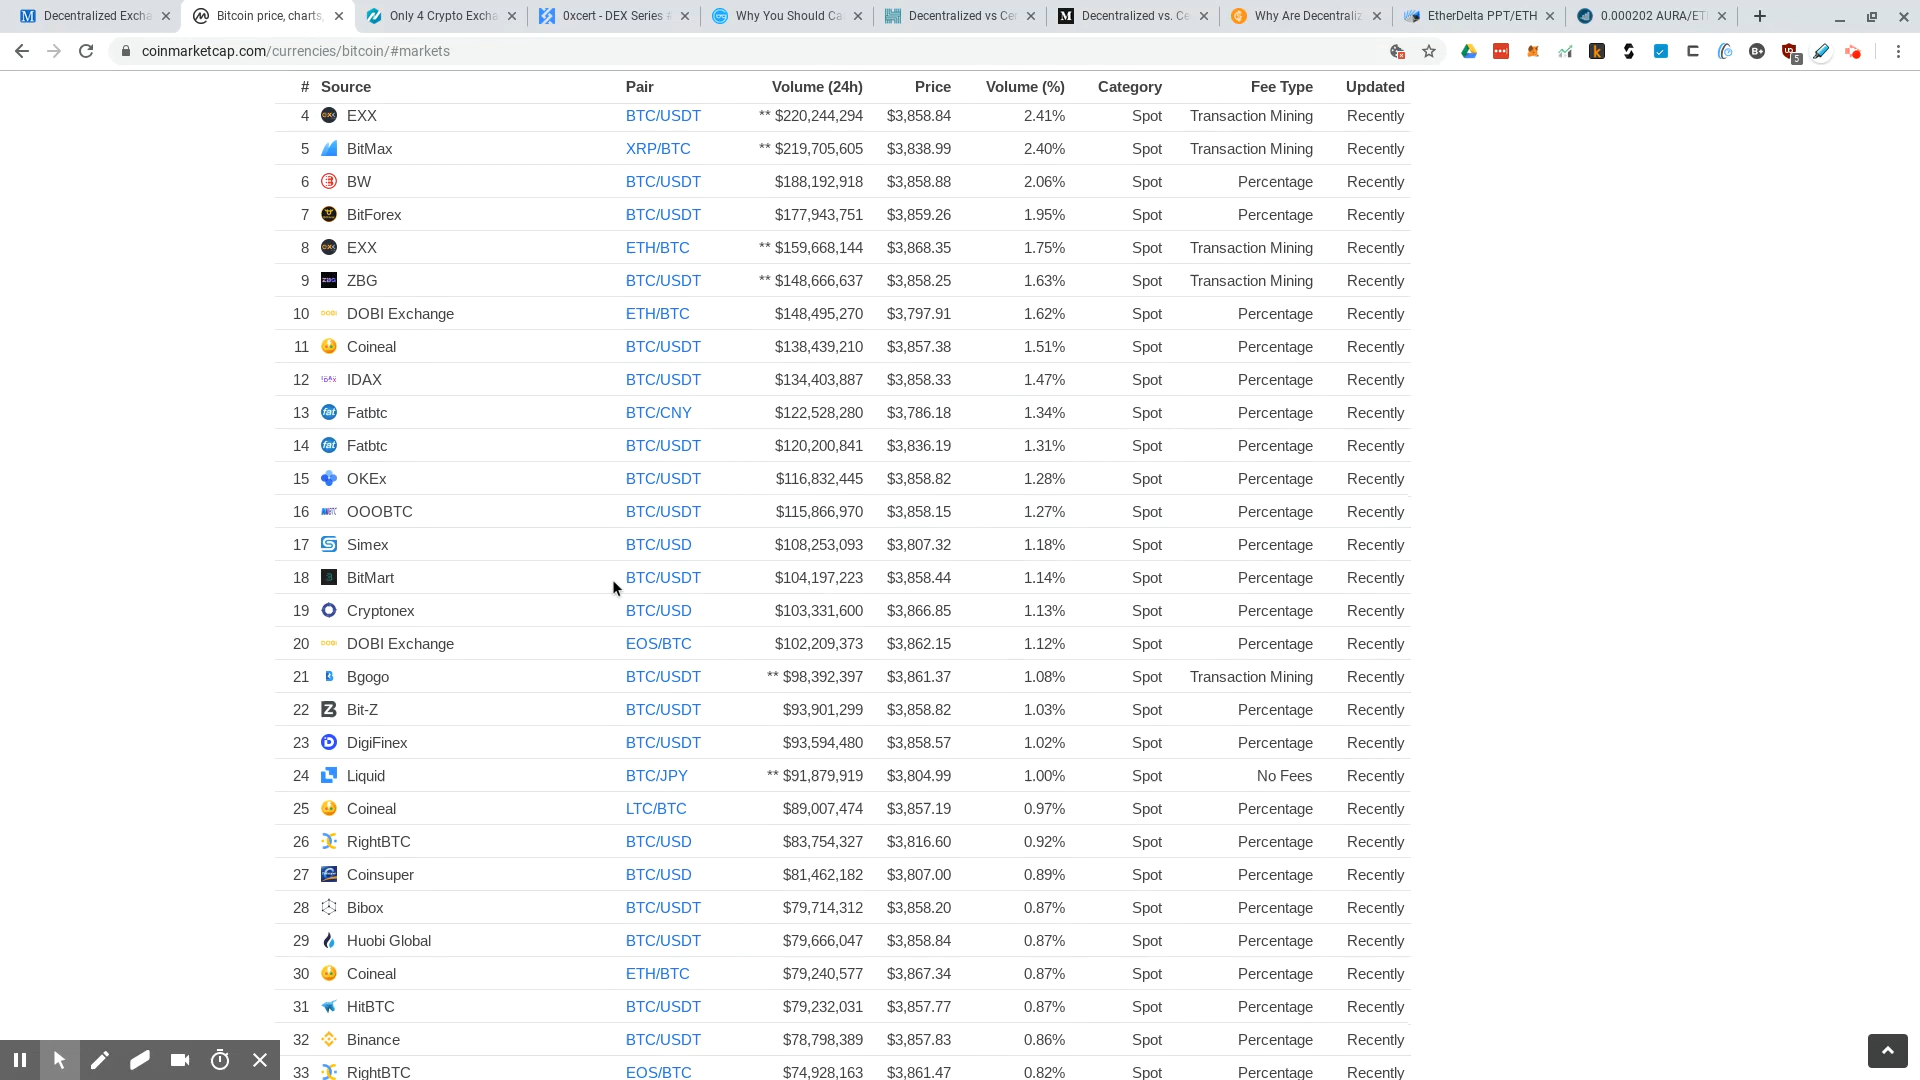 Decentralized Excha
Bitcoin price, charts,
Only 4 Crypto Excha
0xcert - DEX Series #
Why You Should Ca
Decentralized vs Cen
Decentralized vs. Ce
Why Are Decentraliz
EtherDelta PPT/ETH
0.000202 AURA/ET
coinmarketcap.com/currencies/bitcoin/#markets
# Source Pair Volume (24h) Price Volume (%) Category Fee Type Updated
4 EXX BTC/USDT ** $220,244,294 $3,858.84 2.41% Spot Transaction Mining Recently
5 BitMax XRP/BTC ** $219,705,605 $3,838.99 2.40% Spot Transaction Mining Recently
6 BW BTC/USDT $188,192,918 $3,858.88 2.06% Spot Percentage Recently
7 BitForex BTC/USDT $177,943,751 $3,859.26 1.95% Spot Percentage Recently
8 EXX ETH/BTC ** $159,668,144 $3,868.35 1.75% Spot Transaction Mining Recently
9 ZBG BTC/USDT ** $148,666,637 $3,858.25 1.63% Spot Transaction Mining Recently
10 DOBI Exchange ETH/BTC $148,495,270 $3,797.91 1.62% Spot Percentage Recently
11 Coineal BTC/USDT $138,439,210 $3,857.38 1.51% Spot Percentage Recently
12 IDAX BTC/USDT $134,403,887 $3,858.33 1.47% Spot Percentage Recently
13 Fatbtc BTC/CNY $122,528,280 $3,786.18 1.34% Spot Percentage Recently
14 Fatbtc BTC/USDT $120,200,841 $3,836.19 1.31% Spot Percentage Recently
15 OKEx BTC/USDT $116,832,445 $3,858.82 1.28% Spot Percentage Recently
16 OOOBTC BTC/USDT $115,866,970 $3,858.15 1.27% Spot Percentage Recently
17 Simex BTC/USD $108,253,093 $3,807.32 1.18% Spot Percentage Recently
18 BitMart BTC/USDT $104,197,223 $3,858.44 1.14% Spot Percentage Recently
19 Cryptonex BTC/USD $103,331,600 $3,866.85 1.13% Spot Percentage Recently
20 DOBI Exchange EOS/BTC $102,209,373 $3,862.15 1.12% Spot Percentage Recently
21 Bgogo BTC/USDT ** $98,392,397 $3,861.37 1.08% Spot Transaction Mining Recently
22 Bit-Z BTC/USDT $93,901,299 $3,858.82 1.03% Spot Percentage Recently
23 DigiFinex BTC/USDT $93,594,480 $3,858.57 1.02% Spot Percentage Recently
24 Liquid BTC/JPY ** $91,879,919 $3,804.99 1.00% Spot No Fees Recently
25 Coineal LTC/BTC $89,007,474 $3,857.19 0.97% Spot Percentage Recently
26 RightBTC BTC/USD $83,754,327 $3,816.60 0.92% Spot Percentage Recently
27 Coinsuper BTC/USD $81,462,182 $3,807.00 0.89% Spot Percentage Recently
28 Bibox BTC/USDT $79,714,312 $3,858.20 0.87% Spot Percentage Recently
29 Huobi Global BTC/USDT $79,666,047 $3,858.84 0.87% Spot Percentage Recently
30 Coineal ETH/BTC $79,240,577 $3,867.34 0.87% Spot Percentage Recently
31 HitBTC BTC/USDT $79,232,031 $3,857.77 0.87% Spot Percentage Recently
32 Binance BTC/USDT $78,798,389 $3,857.83 0.86% Spot Percentage Recently
33 RightBTC EOS/BTC $74,928,163 $3,861.47 0.82% Spot Percentage Recently